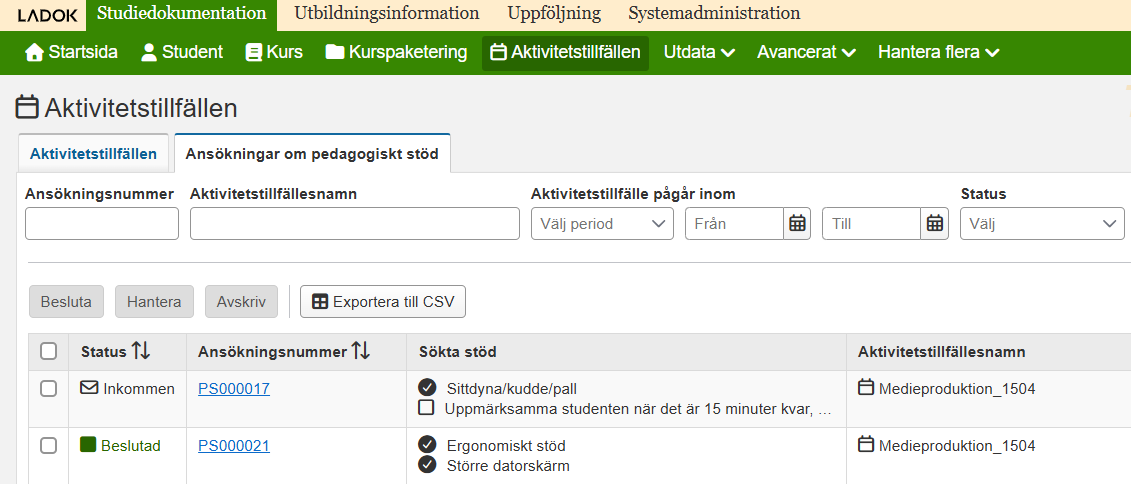 LADOK Studiedokumentation Utbildningsinformation Uppföljning Systemadministration
Startsida Student Kurs Kurspaketering Aktivitetstillfällen Utdata Avancerat Hantera flera
Aktivitetstillfällen
Aktivitetstillfällen Ansökningar om pedagogiskt stöd
Ansökningsnummer Aktivitetstillfällesnamn Aktivitetstillfälle pågår inom Status
Välj period Från Till Välj
Besluta Hantera Avskriv Exportera till CSV
Status Ansökningsnummer Sökta stöd Aktivitetstillfällesnamn
Inkommen PS000017 Sittdyna/kudde/pall Medieproduktion_1504
Uppmärksamma studenten när det är 15 minuter kvar, ...
Beslutad PS000021 Ergonomiskt stöd Medieproduktion_1504
Större datorskärm